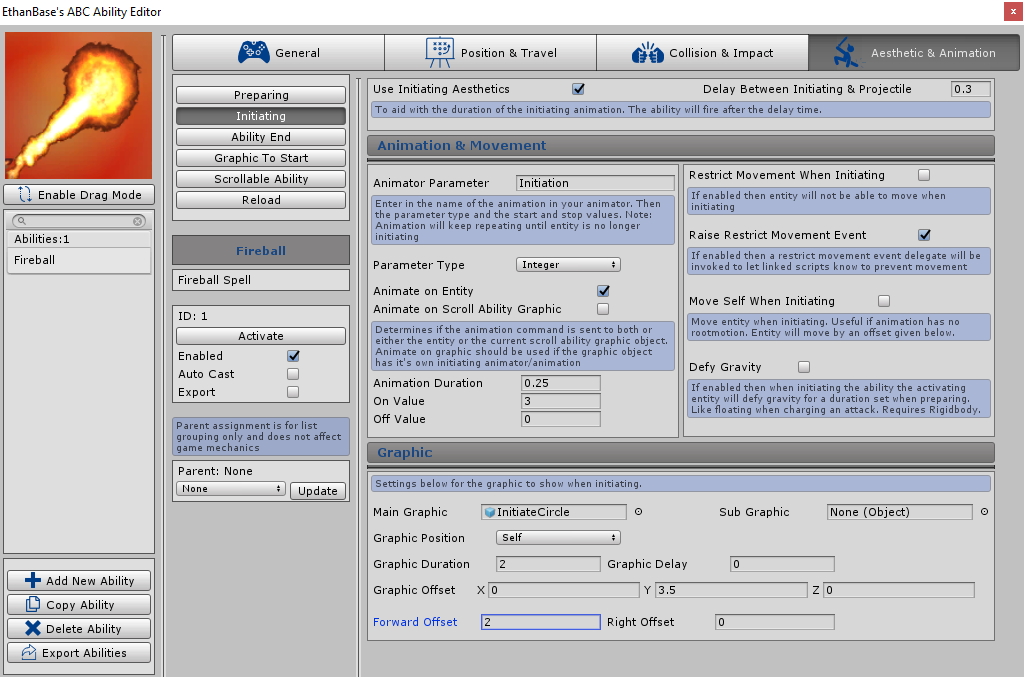 EthanBase's ABC Ability Editor
x
General
Position & Travel
Collision & Impact
Aesthetic & Animation
Enable Drag Mode
Abilities:1
Fireball
Add New Ability
Copy Ability
Delete Ability
Export Abilities
Preparing
Initiating
Ability End
Graphic To Start
Scrollable Ability
Reload
Fireball
Fireball Spell
ID: 1
Activate
Enabled
Auto Cast
Export
Parent assignment is for list
grouping only and does not affect
game mechanics
Parent: None
None Update
Use Initiating Aesthetics Delay Between Initiating & Projectile 0.3
To aid with the duration of the initiating animation. The ability will fire after the delay time.
Animation & Movement
Animator Parameter Initiation
Enter in the name of the animation in your animator. Then
the parameter type and the start and stop values. Note:
Animation will keep repeating until entity is no longer
initiating
Parameter Type Integer
Animate on Entity
Animate on Scroll Ability Graphic
Determines if the animation command is sent to both or
either the entity or the current scroll ability graphic object.
Animate on graphic should be used if the graphic object
has it's own initiating animator/animation
Animation Duration 0.25
On Value 3
Off Value 0
Restrict Movement When Initiating
If enabled then entity will not be able to move when
initiating
Raise Restrict Movement Event
If enabled then a restrict movement event delegate will be
invoked to let linked scripts know to prevent movement
Move Self When Initiating
Move entity when initiating. Useful if animation has no
rootmotion. Entity will move by an offset given below.
Defy Gravity
If enabled then when initiating the ability the activating
entity will defy gravity for a duration set when preparing.
Like floating when charging an attack. Requires Rigidbody.
Graphic
Settings below for the graphic to show when initiating.
Main Graphic InitiateCircle Sub Graphic None (Object)
Graphic Position Self
Graphic Duration 2 Graphic Delay 0
Graphic Offset X 0 Y 3.5 Z 0
Forward Offset 2 Right Offset 0